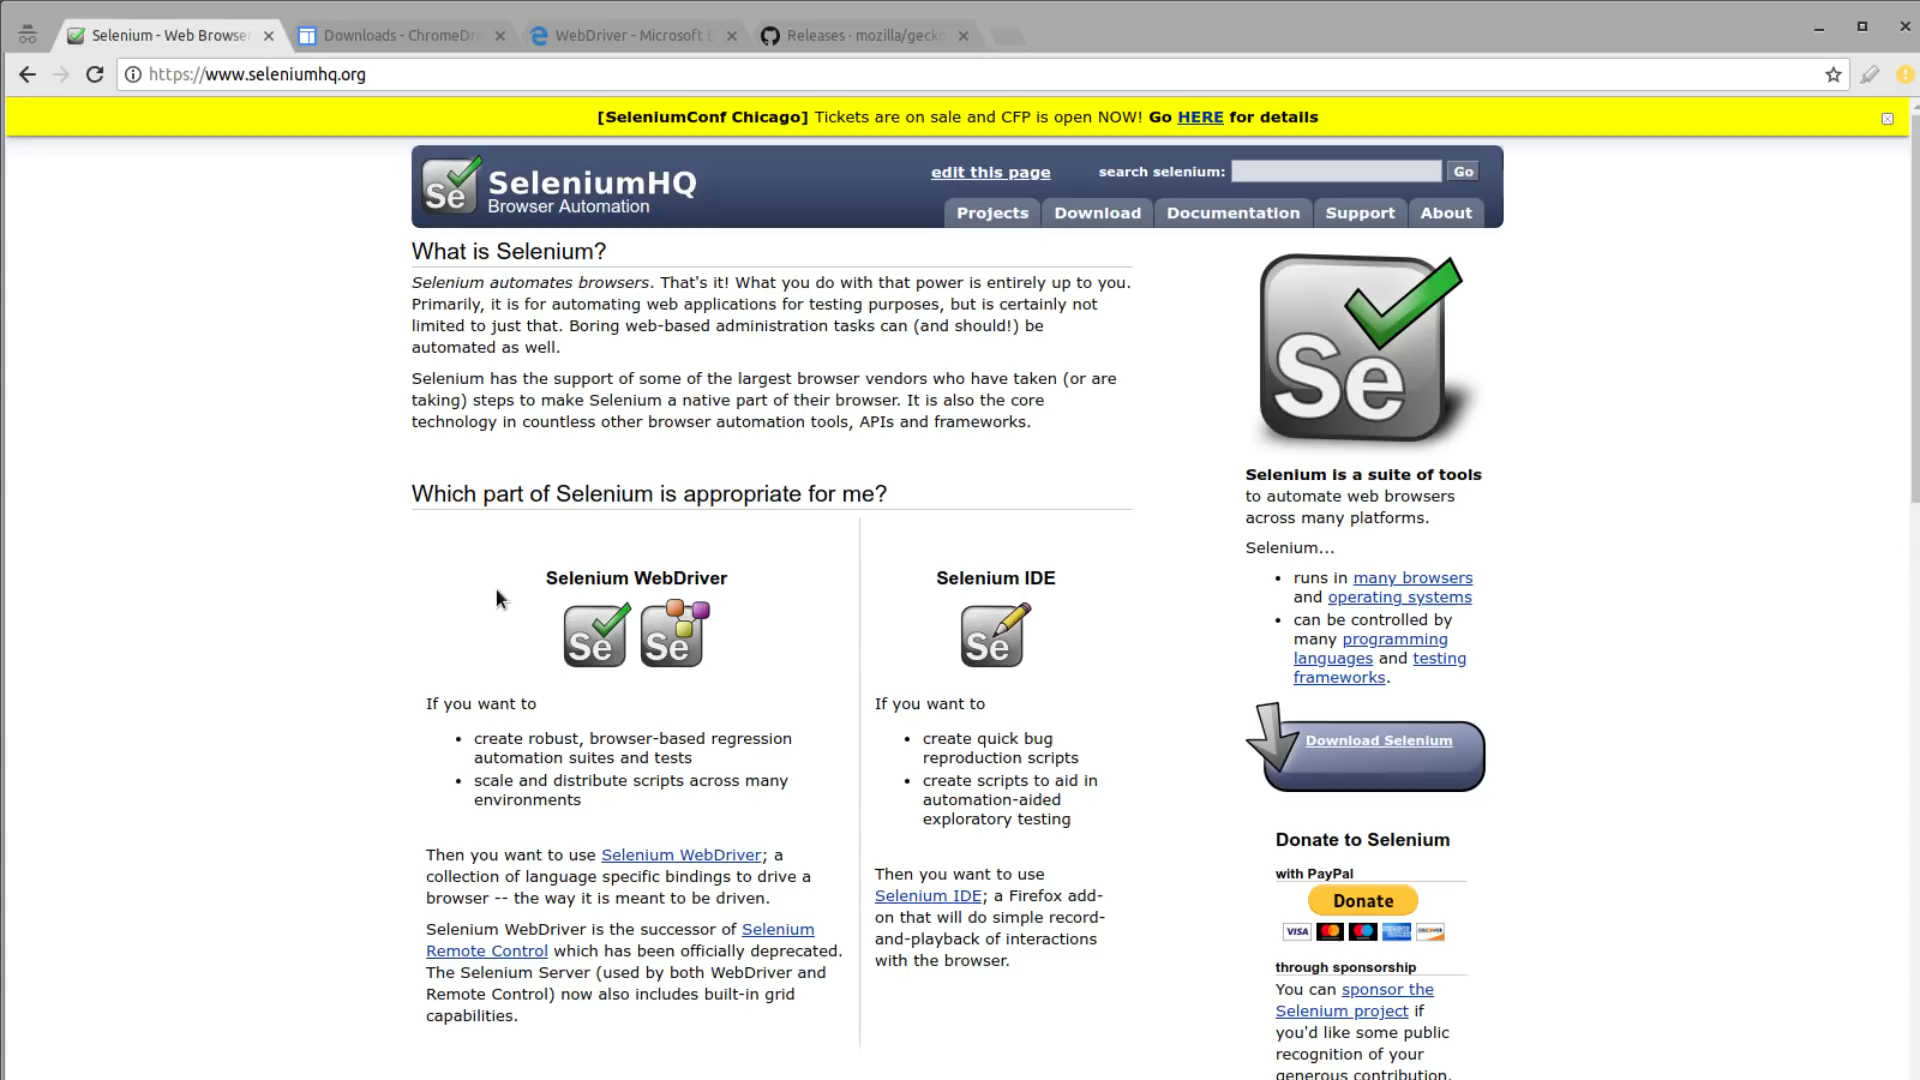 Selenium - Web Browse
Downloads - ChromeDri
WebDriver - Microsoft E
Releases · mozilla/gecko
https://www.seleniumhq.org
[SeleniumConf Chicago] Tickets are on sale and CFP is open NOW! Go HERE for details
SeleniumHQ
Browser Automation
Se
edit this page
search selenium:
Go
Projects
Download
Documentation
Support
About
What is Selenium?
Selenium automates browsers. That's it! What you do with that power is entirely up to you.
Primarily, it is for automating web applications for testing purposes, but is certainly not
limited to just that. Boring web-based administration tasks can (and should!) be
automated as well.
Selenium has the support of some of the largest browser vendors who have taken (or are
taking) steps to make Selenium a native part of their browser. It is also the core
technology in countless other browser automation tools, APIs and frameworks.
Which part of Selenium is appropriate for me?
Selenium WebDriver
Se
Se
If you want to
• create robust, browser-based regression
automation suites and tests
• scale and distribute scripts across many
environments
Then you want to use Selenium WebDriver; a
collection of language specific bindings to drive a
browser -- the way it is meant to be driven.
Selenium WebDriver is the successor of Selenium
Remote Control which has been officially deprecated.
The Selenium Server (used by both WebDriver and
Remote Control) now also includes built-in grid
capabilities.
Selenium IDE
Se
If you want to
• create quick bug
reproduction scripts
• create scripts to aid in
automation-aided
exploratory testing
Then you want to use
Selenium IDE; a Firefox add-
on that will do simple record-
and-playback of interactions
with the browser.
Se
Selenium is a suite of tools
to automate web browsers
across many platforms.
Selenium...
• runs in many browsers
and operating systems
• can be controlled by
many programming
languages and testing
frameworks.
Download Selenium
Donate to Selenium
with PayPal
Donate
VISA
DISCOVER
through sponsorship
You can sponsor the
Selenium project if
you'd like some public
recognition of your
generous contribution.